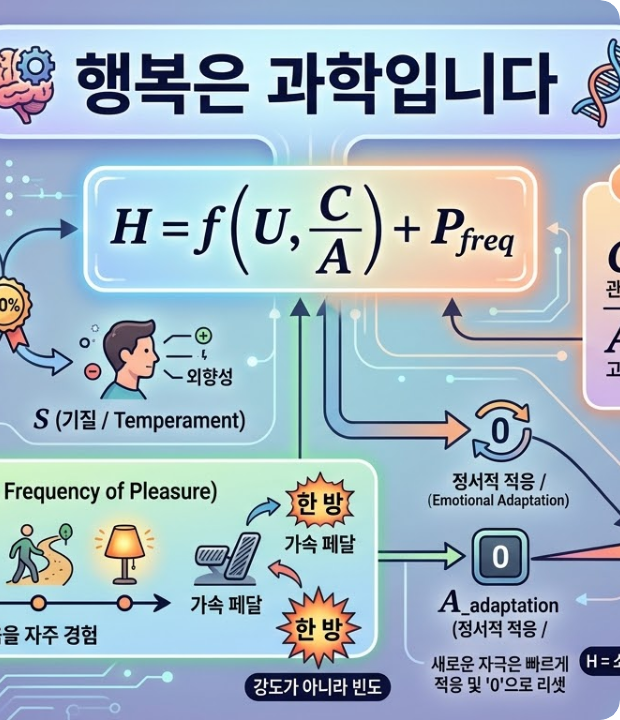 행복은 과학입니다
H = f(U, C/A) + P_freq
0%
외향성
S (기질 / Temperament)
정서적 적응 /
(Emotional Adaptation)
0
Frequency of Pleasure)
한 방
가속 페달
가속 페달
한 방
자주 경험
강도가 아니라 빈도
0
A_adaptation
(정서적 적응 /
새로운 자극은 빠르게
적응 및 '0'으로 리셋
H =